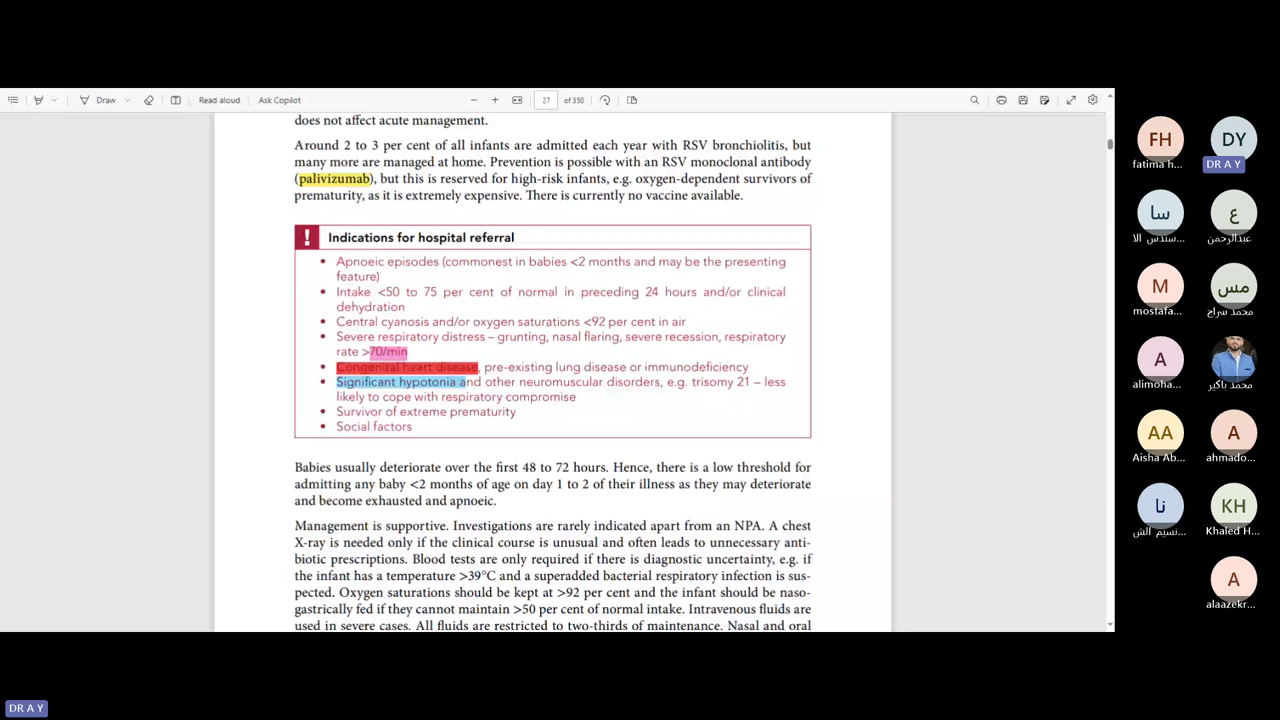 Draw
Read aloud
Ask Copilot
27
of 350
does not affect acute management.
Around 2 to 3 per cent of all infants are admitted each year with RSV bronchiolitis, but
many more are managed at home. Prevention is possible with an RSV monoclonal antibody
(palivizumab), but this is reserved for high-risk infants, e.g. oxygen-dependent survivors of
prematurity, as it is extremely expensive. There is currently no vaccine available.
! Indications for hospital referral
• Apnoeic episodes (commonest in babies <2 months and may be the presenting
feature)
• Intake <50 to 75 per cent of normal in preceding 24 hours and/or clinical
dehydration
• Central cyanosis and/or oxygen saturations <92 per cent in air
• Severe respiratory distress – grunting, nasal flaring, severe recession, respiratory
rate >70/min
• Congenital heart disease, pre-existing lung disease or immunodeficiency
• Significant hypotonia and other neuromuscular disorders, e.g. trisomy 21 – less
likely to cope with respiratory compromise
• Survivor of extreme prematurity
• Social factors
Babies usually deteriorate over the first 48 to 72 hours. Hence, there is a low threshold for
admitting any baby <2 months of age on day 1 to 2 of their illness as they may deteriorate
and become exhausted and apnoeic.
Management is supportive. Investigations are rarely indicated apart from an NPA. A chest
X-ray is needed only if the clinical course is unusual and often leads to unnecessary anti-
biotic prescriptions. Blood tests are only required if there is diagnostic uncertainty, e.g. if
the infant has a temperature >39°C and a superadded bacterial respiratory infection is sus-
pected. Oxygen saturations should be kept at >92 per cent and the infant should be naso-
gastrically fed if they cannot maintain >50 per cent of normal intake. Intravenous fluids are
used in severe cases. All fluids are restricted to two-thirds of maintenance. Nasal and oral
FH
fatima h...
DY
DR A Y
سا
سندس الا...
ع
عبدالرحمن
M
mostafa...
مس
محمد سراج
A
alimoha...
محمد باكير
AA
Aisha Ab...
A
ahmado...
نا
نسيم الش...
KH
Khaled H...
A
alaazekr...
DR A Y